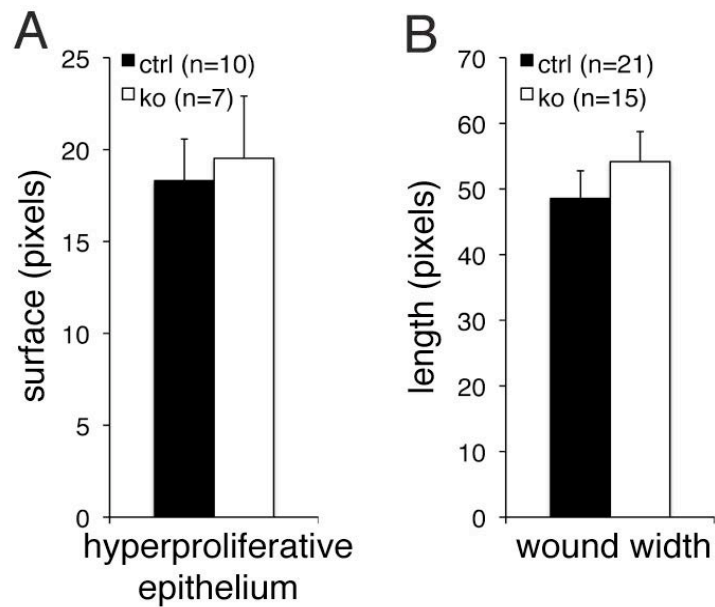 A
■ ctrl (n=10)
□ ko (n=7)
25
20
15
10
5
0
surface (pixels)
hyperproliferative
epithelium
B
■ ctrl (n=21)
□ ko (n=15)
70
60
50
40
30
20
10
0
length (pixels)
wound width